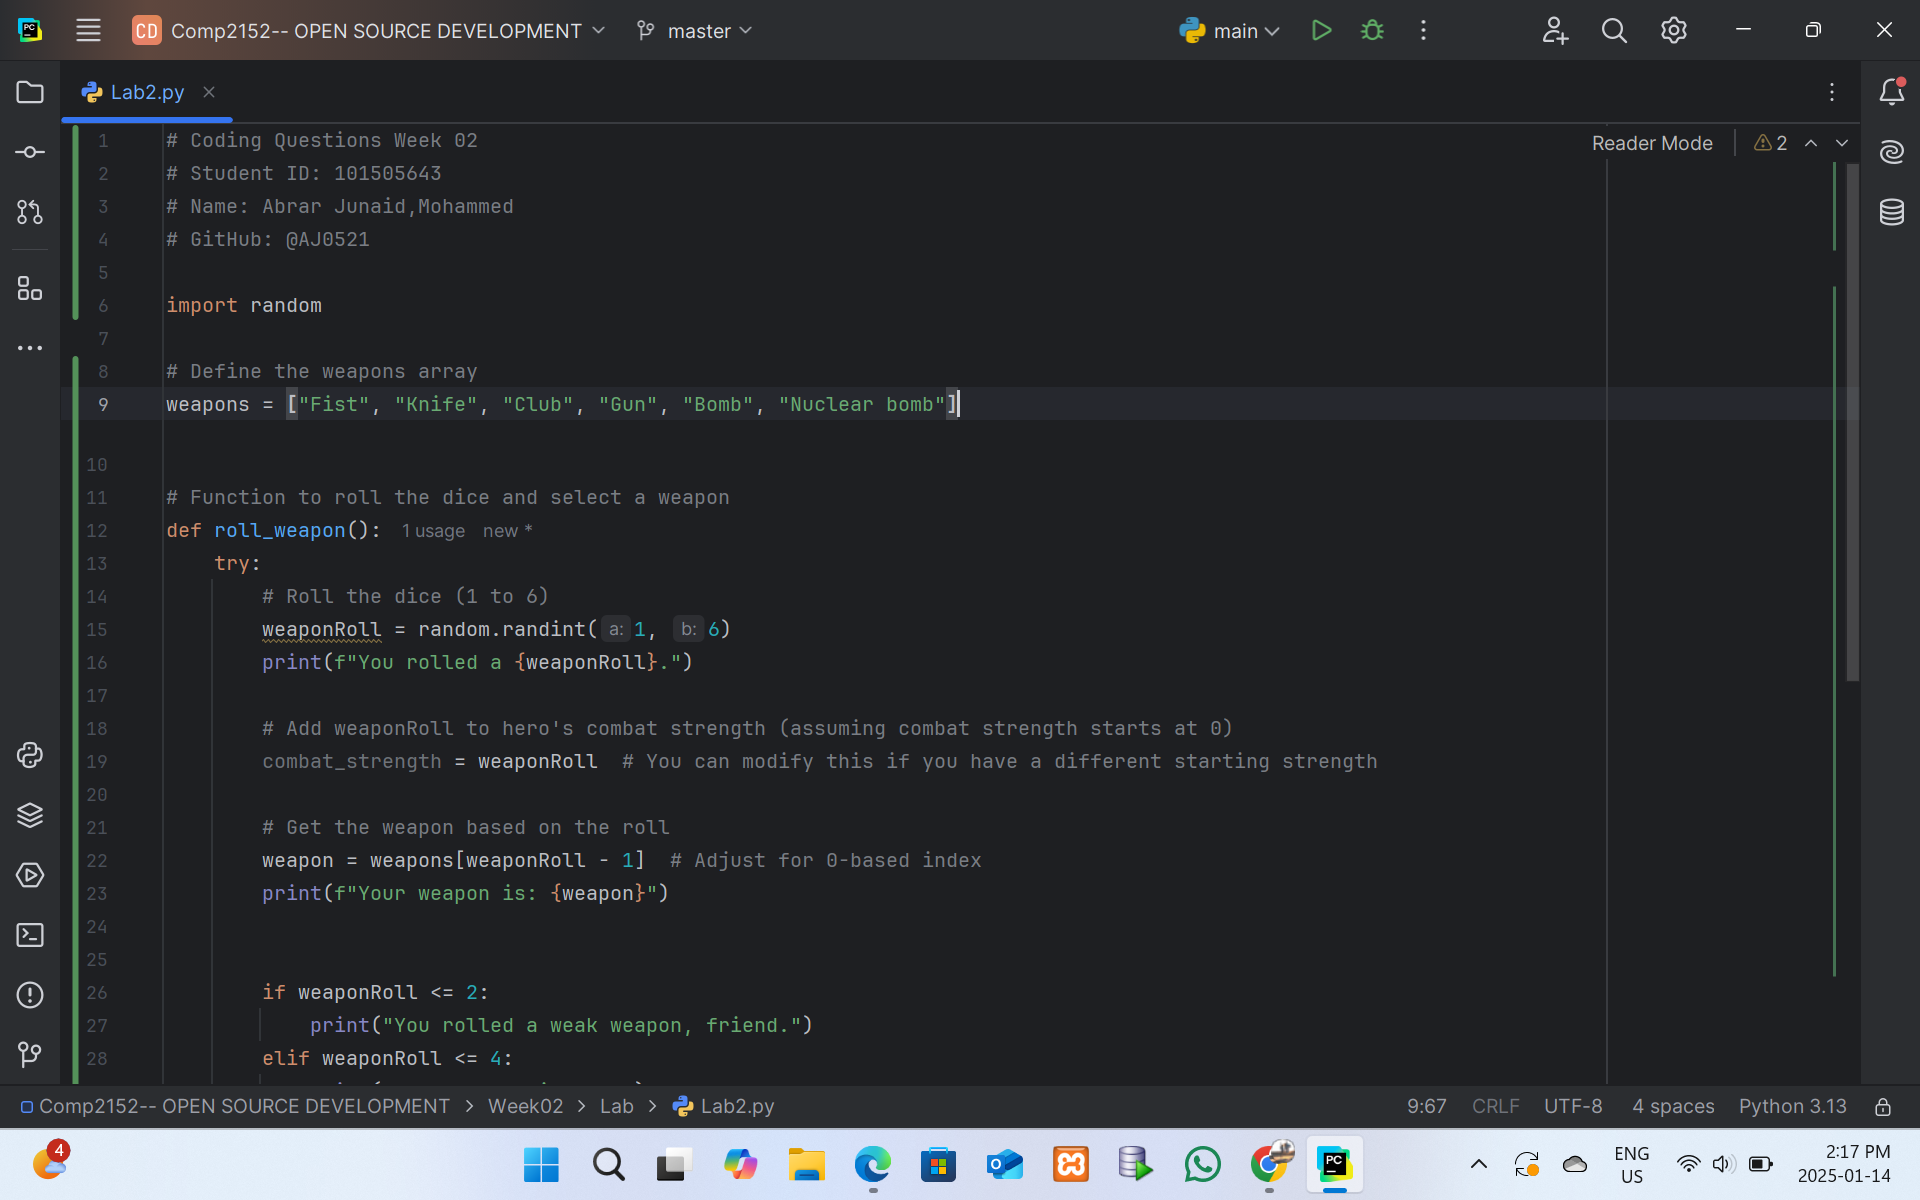 CD Comp2152-- OPEN SOURCE DEVELOPMENT master main
Lab2.py
Reader Mode 2
1 # Coding Questions Week 02
2 # Student ID: 101505643
3 # Name: Abrar Junaid,Mohammed
4 # GitHub: @AJ0521
5
6 import random
7
8 # Define the weapons array
9 weapons = ["Fist", "Knife", "Club", "Gun", "Bomb", "Nuclear bomb"]
10
11 # Function to roll the dice and select a weapon
12 def roll_weapon(): 1 usage new *
13 try:
14 # Roll the dice (1 to 6)
15 weaponRoll = random.randint( a: 1, b: 6)
16 print(f"You rolled a {weaponRoll}.")
17
18 # Add weaponRoll to hero's combat strength (assuming combat strength starts at 0)
19 combat_strength = weaponRoll # You can modify this if you have a different starting strength
20
21 # Get the weapon based on the roll
22 weapon = weapons[weaponRoll - 1] # Adjust for 0-based index
23 print(f"Your weapon is: {weapon}")
24
25
26 if weaponRoll <= 2:
27 print("You rolled a weak weapon, friend.")
28 elif weaponRoll <= 4:
Comp2152-- OPEN SOURCE DEVELOPMENT > Week02 > Lab > Lab2.py 9:67 CRLF UTF-8 4 spaces Python 3.13
4 PC ENG 2:17 PM
US 2025-01-14